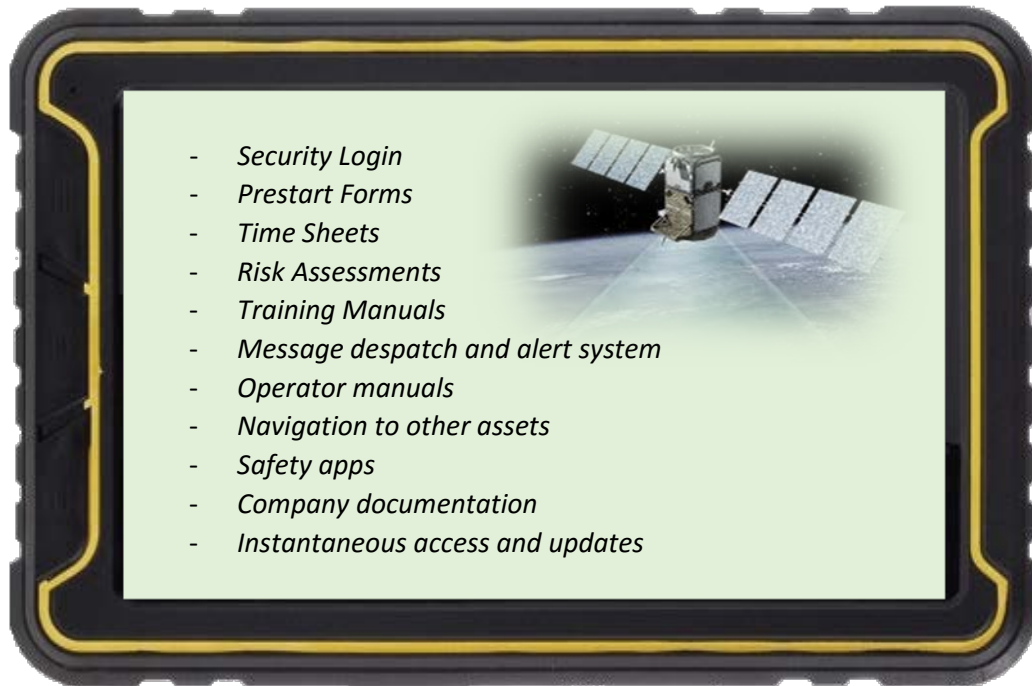 - Security Login
- Prestart Forms
- Time Sheets
- Risk Assessments
- Training Manuals
- Message despatch and alert system
- Operator manuals
- Navigation to other assets
- Safety apps
- Company documentation
- Instantaneous access and updates